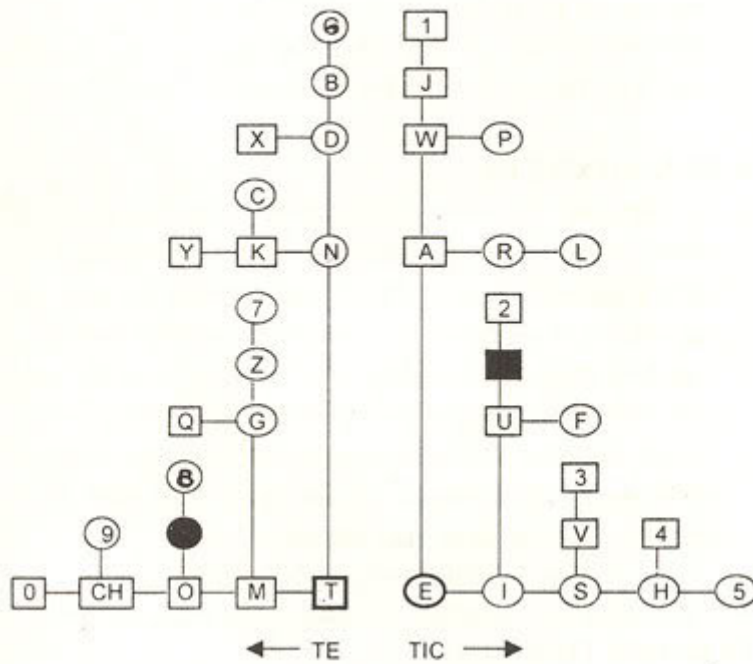 6 1
B J
X D W P
C
Y K N A R L
7 2
Z
Q G U F
8 3
9 V 4
0 CH O M T E I S H 5
← TE TIC →